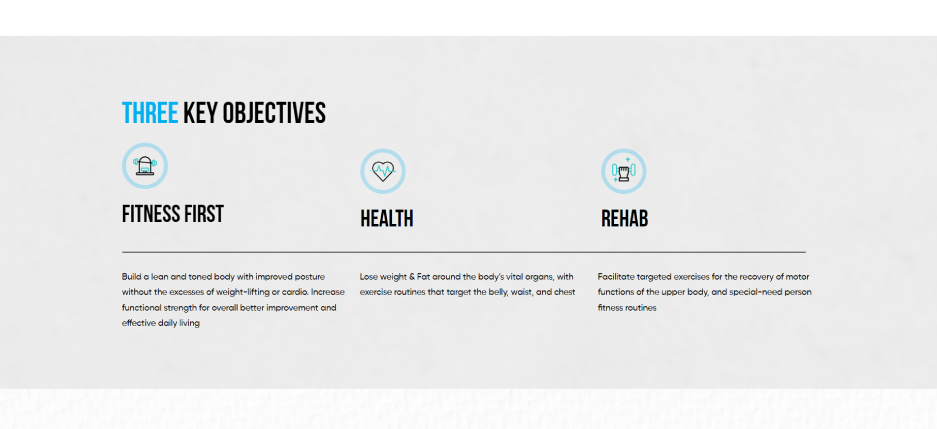 THREE KEY OBJECTIVES
FITNESS FIRST
HEALTH
REHAB
Build a lean and toned body with improved posture
without the excesses of weight-lifting or cardio. Increase
functional strength for overall better improvement and
effective daily living
Lose weight & Fat around the body's vital organs, with
exercise routines that target the belly, waist, and chest
Facilitate targeted exercises for the recovery of motor
functions of the upper body, and special-need person
fitness routines